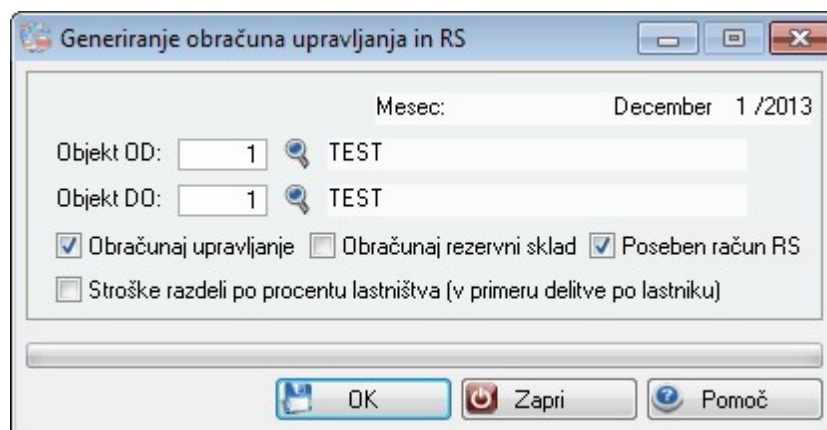 Generiranje obračuna upravljanja in RS
Mesec: December 1 /2013
Objekt OD: 1 TEST
Objekt DO: 1 TEST
Obračunaj upravljanje Obračunaj rezervni sklad Poseben račun RS
Stroške razdeli po procentu lastništva (v primeru delitve po lastniku)
OK Zapri Pomoč